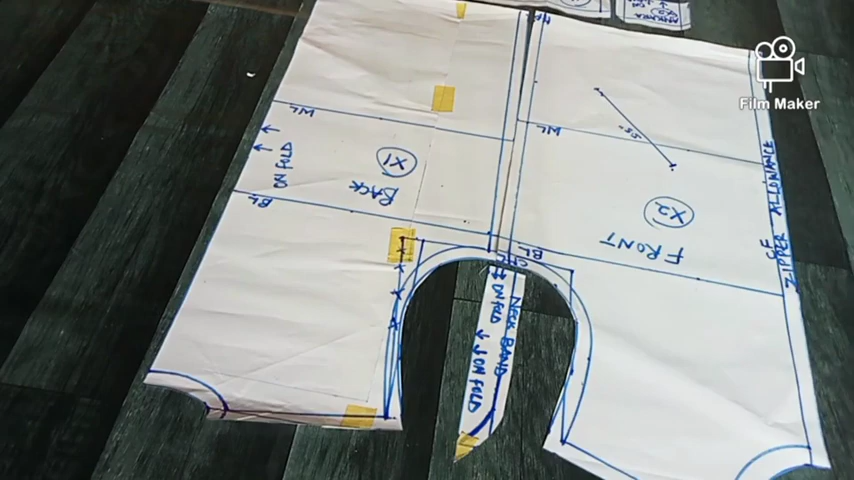 Film Maker
WL
WL
ON FOLD
X1
BACK
BL
X2
FRONT
BL
CF
ZIPPER ALLOWANCE
NECK BAND
ON FOLD
ON FOLD